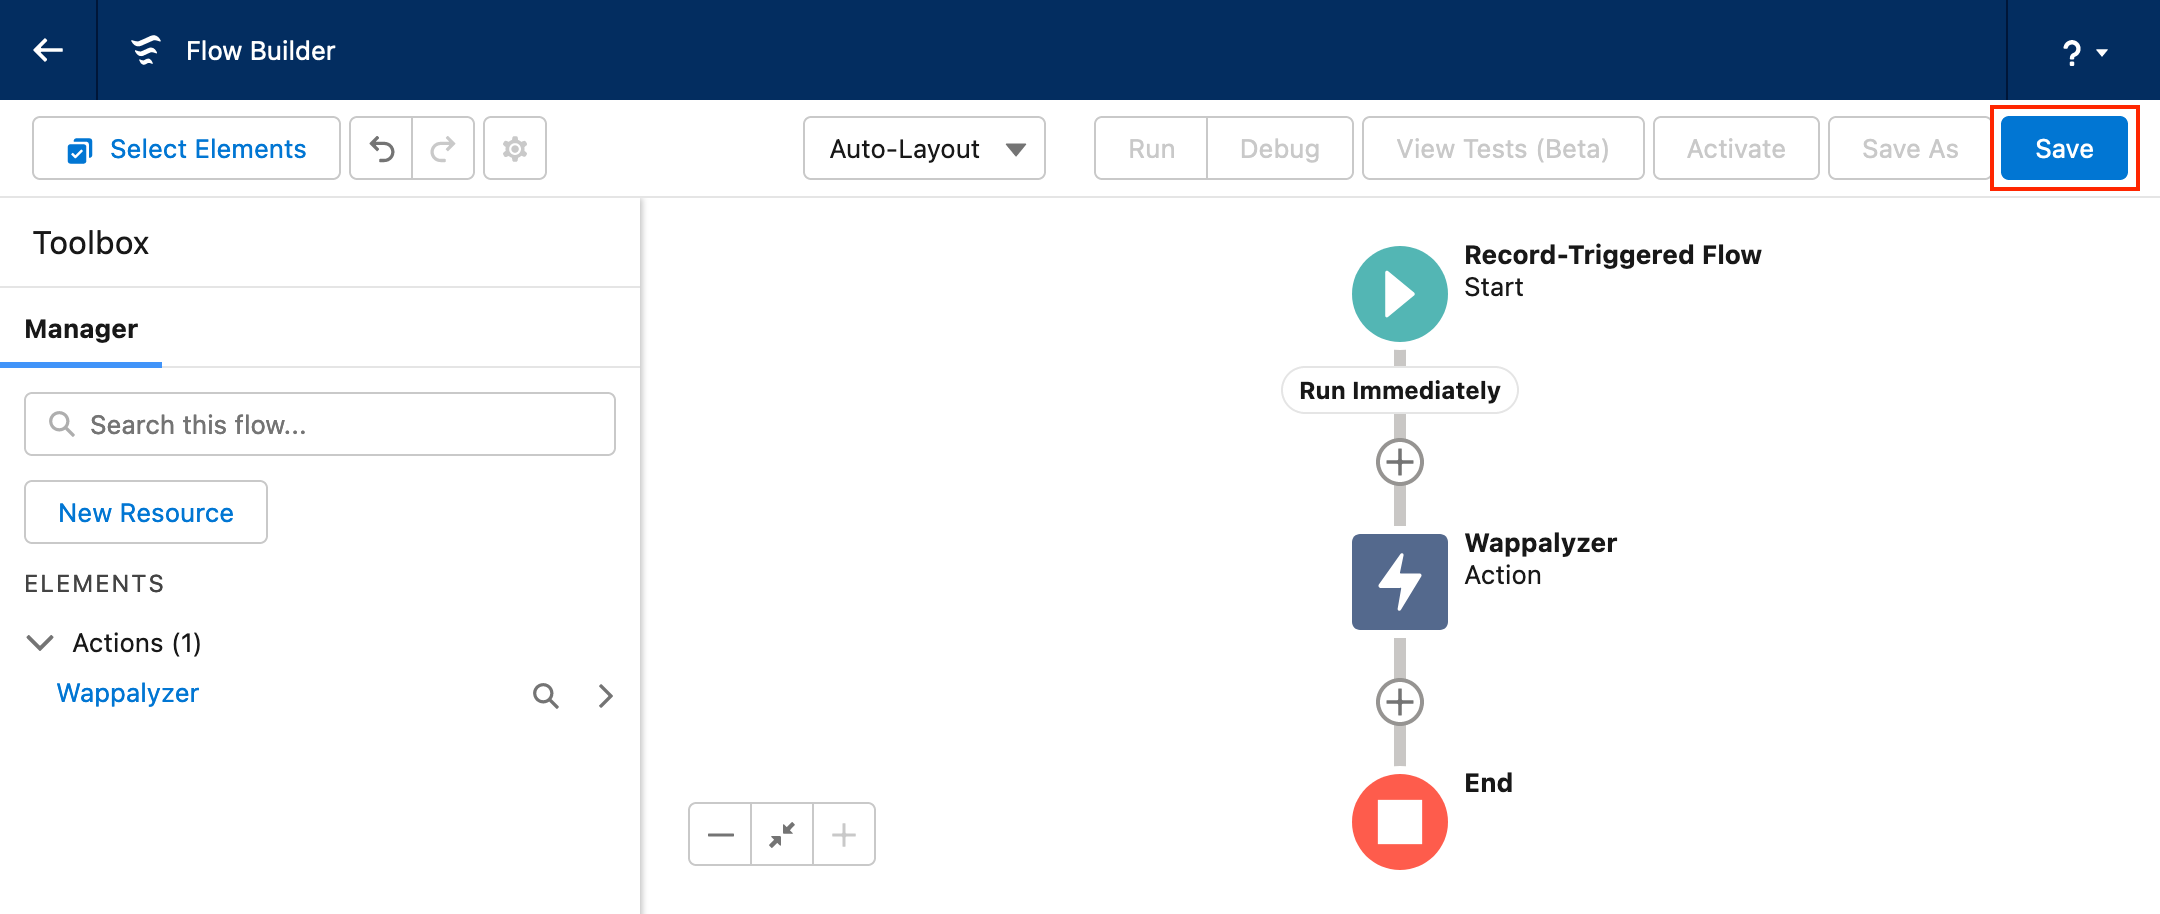 Flow Builder
?
Select Elements
Auto-Layout
Run
Debug
View Tests (Beta)
Activate
Save As
Save
Toolbox
Manager
Search this flow...
New Resource
ELEMENTS
Actions (1)
Wappalyzer
Record-Triggered Flow
Start
Run Immediately
Wappalyzer
Action
End